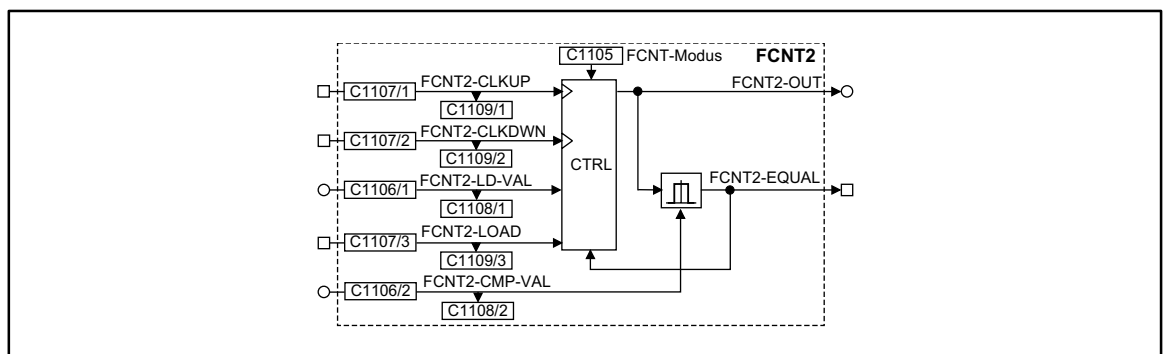 C1105 FCNT-Modus FCNT2
C1107/1 FCNT2-CLKUP FCNT2-OUT
C1109/1
C1107/2 FCNT2-CLKDWN
C1109/2
CTRL
C1106/1 FCNT2-LD-VAL FCNT2-EQUAL
C1108/1
C1107/3 FCNT2-LOAD
C1109/3
C1106/2 FCNT2-CMP-VAL
C1108/2